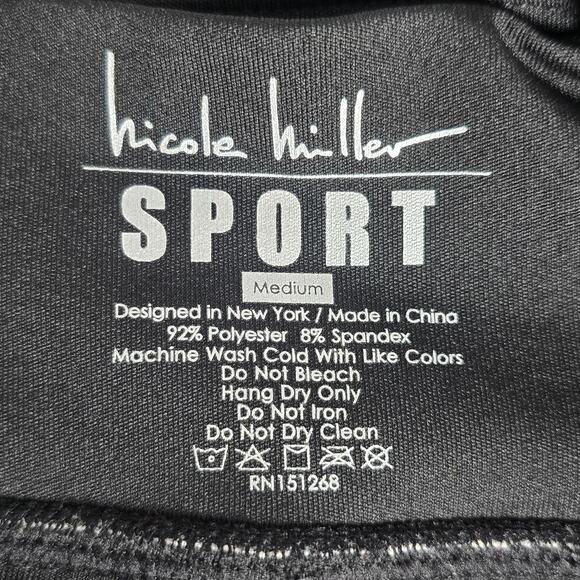 nicole miller
SPORT
Medium
Designed in New York / Made in China
92% Polyester 8% Spandex
Machine Wash Cold With Like Colors
Do Not Bleach
Hang Dry Only
Do Not Iron
Do Not Dry Clean
RN151268